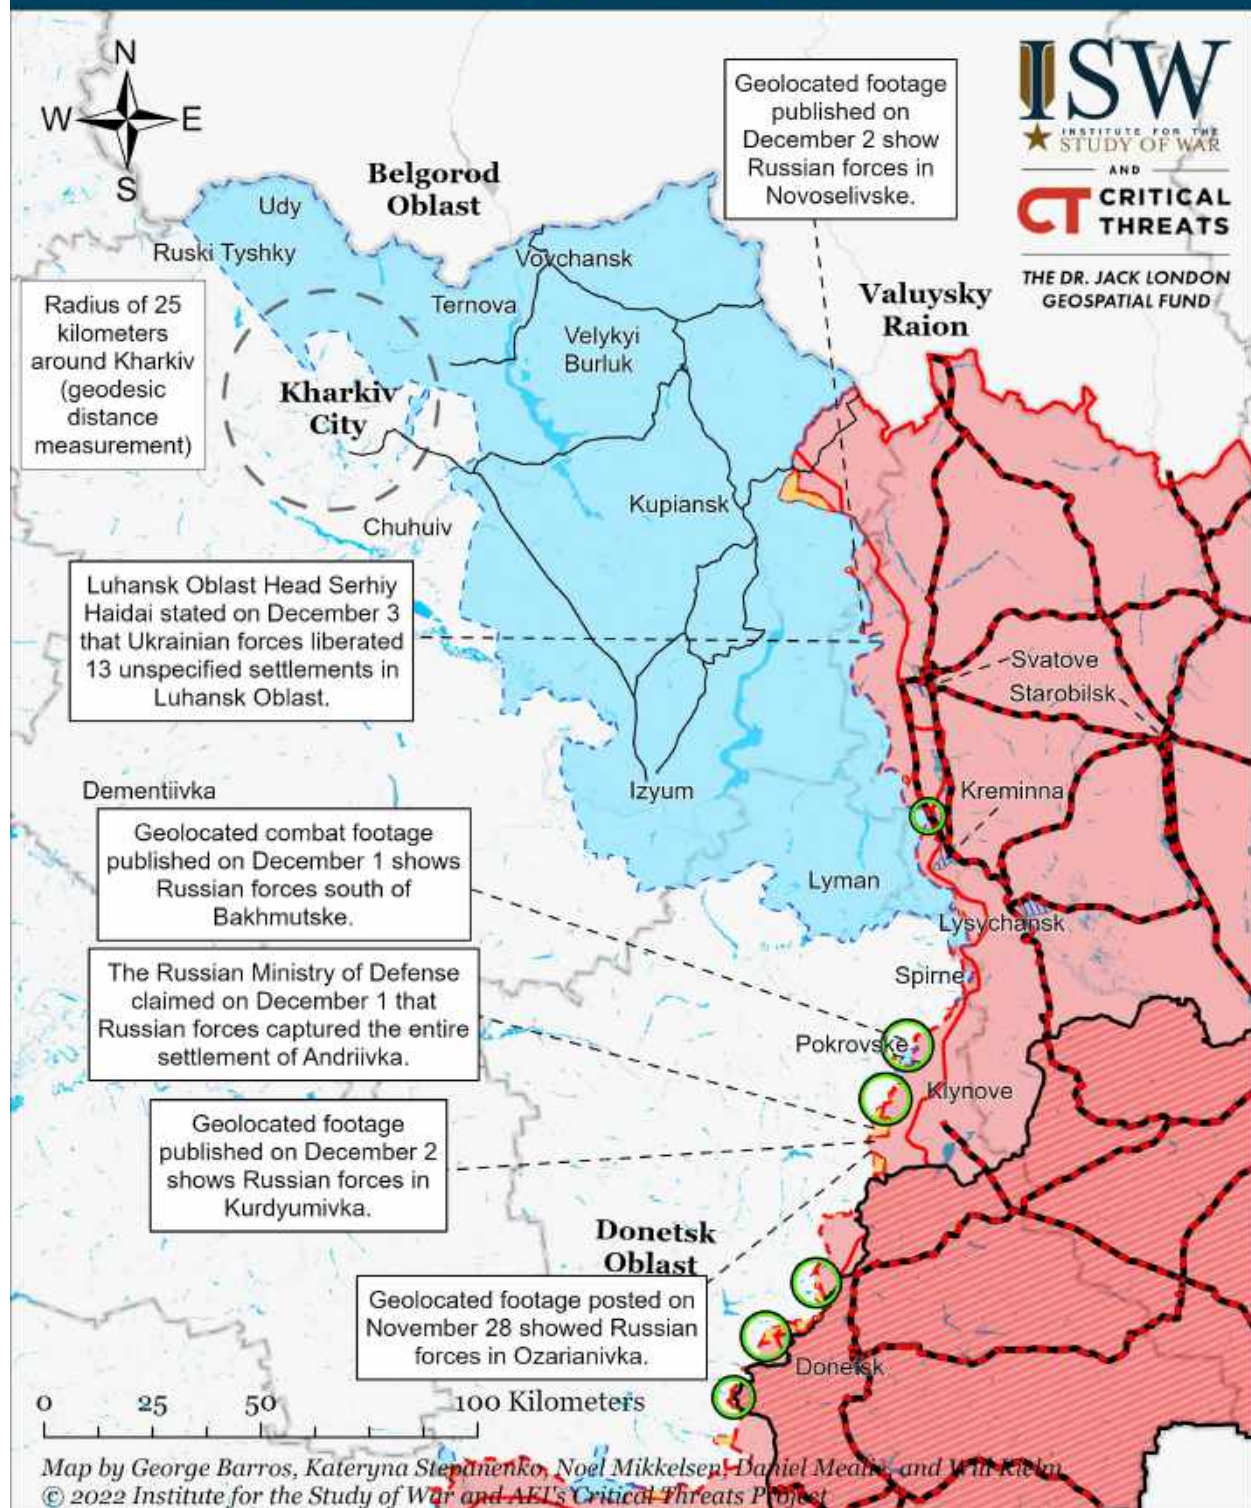 N
W E
S
Geolocated footage
published on
December 2 show
Russian forces in
Novoselivske.
ISW
INSTITUTE FOR THE
STUDY OF WAR
AND
CT CRITICAL
THREATS
THE DR. JACK LONDON
GEOSPATIAL FUND
Belgorod
Oblast
Udy
Ruski Tyshky
Vovchansk
Ternova
Velykyi
Burluk
Valuysky
Raion
Radius of 25
kilometers
around Kharkiv
(geodesic
distance
measurement)
Kharkiv
City
Kupiansk
Chuhuiv
Luhansk Oblast Head Serhiy
Haidai stated on December 3
that Ukrainian forces liberated
13 unspecified settlements in
Luhansk Oblast.
Svatove
Starobilsk
Dementiivka
Izyum
Kreminna
Geolocated combat footage
published on December 1 shows
Russian forces south of
Bakhmutske.
Lyman
Lysychansk
Spirne
The Russian Ministry of Defense
claimed on December 1 that
Russian forces captured the entire
settlement of Andriivka.
Pokrovske
Klynove
Geolocated footage
published on December 2
shows Russian forces in
Kurdyumivka.
Donetsk
Oblast
Geolocated footage posted on
November 28 showed Russian
forces in Ozarianivka.
Donetsk
0 25 50 100 Kilometers
Map by George Barros, Kateryna Stepanenko, Noel Mikkelsen, Daniel Mealie, and Will Kielm
© 2022 Institute for the Study of War and AEI's Critical Threats Project